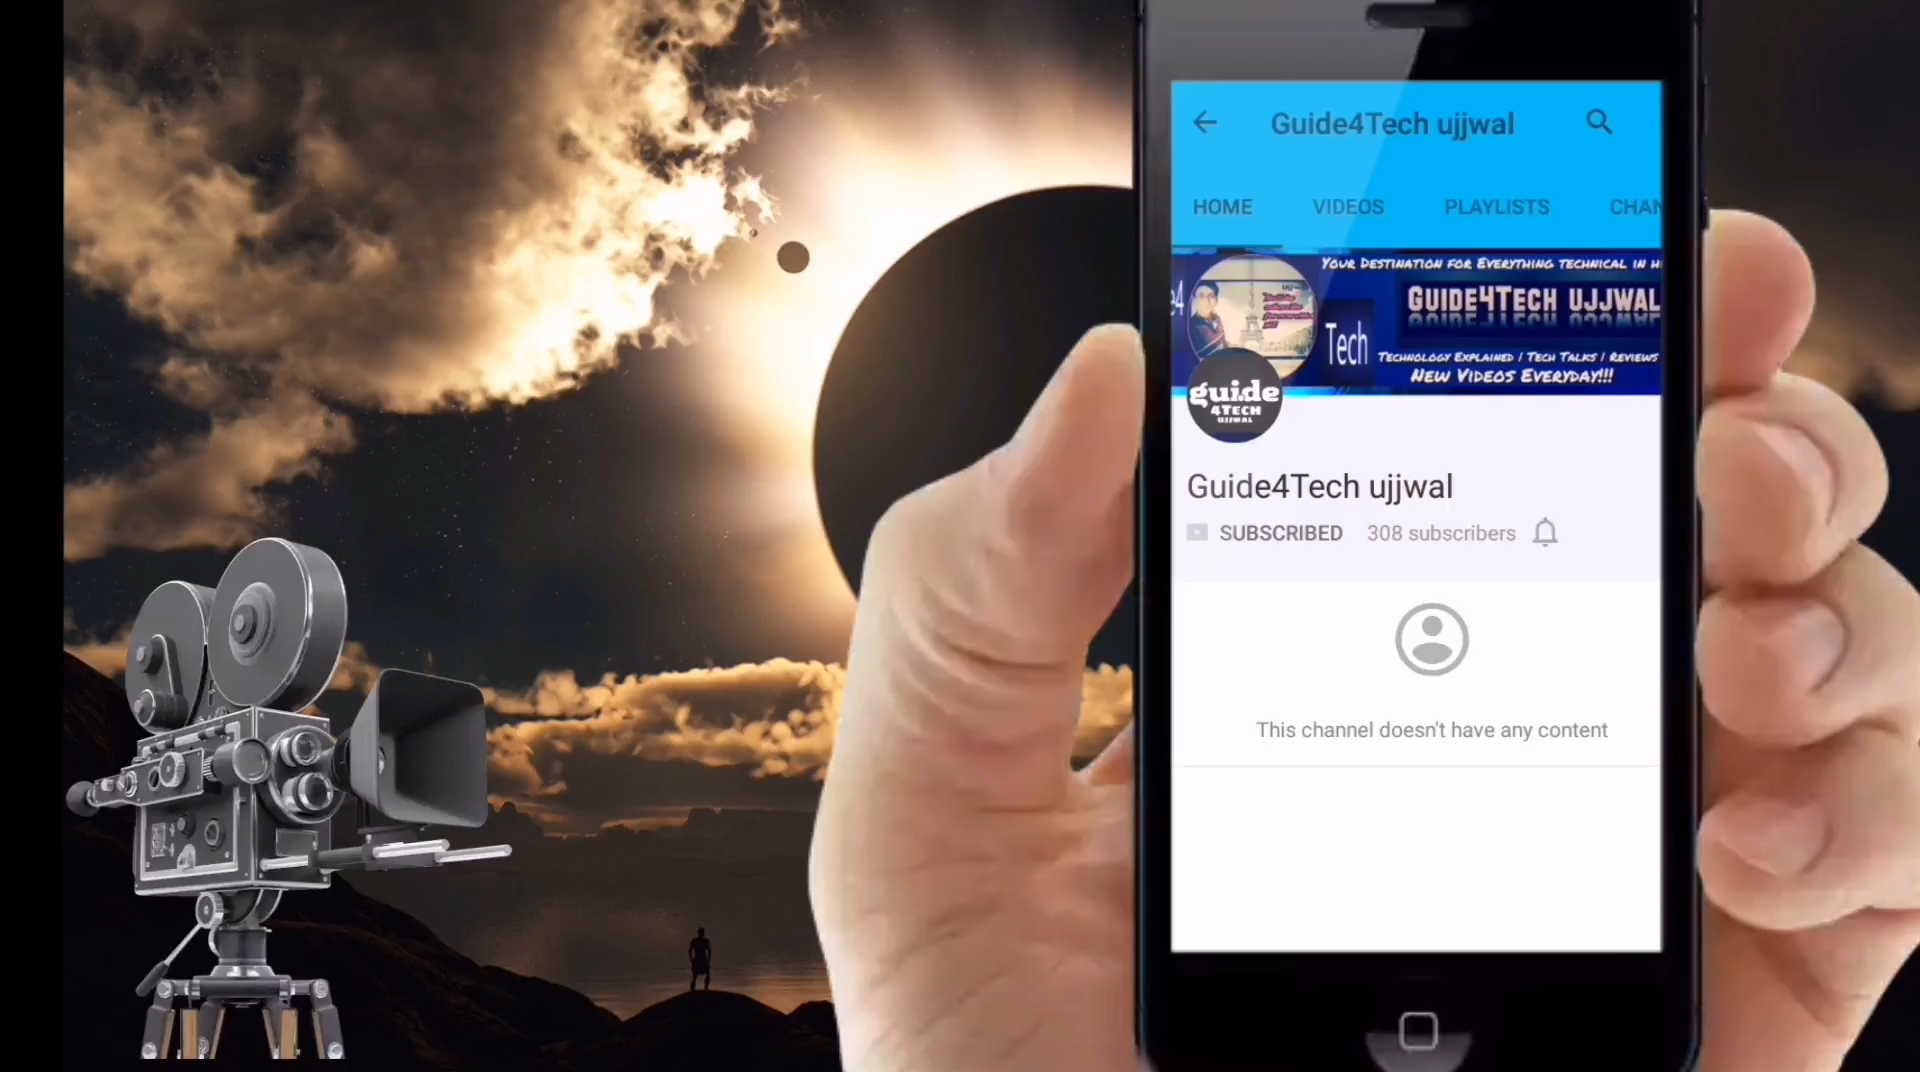 Guide4Tech ujjwal
HOME VIDEOS PLAYLISTS CHAN
YOUR DESTINATION FOR EVERYTHING TECHNICAL IN H
GUIDE4TECH UJJWAL
Tech
TECHNOLOGY EXPLAINED / TECH TALKS / REVIEWS
NEW VIDEOS EVERYDAY!!!
guide
4TECH
UJJWAL
Guide4Tech ujjwal
SUBSCRIBED 308 subscribers
This channel doesn't have any content